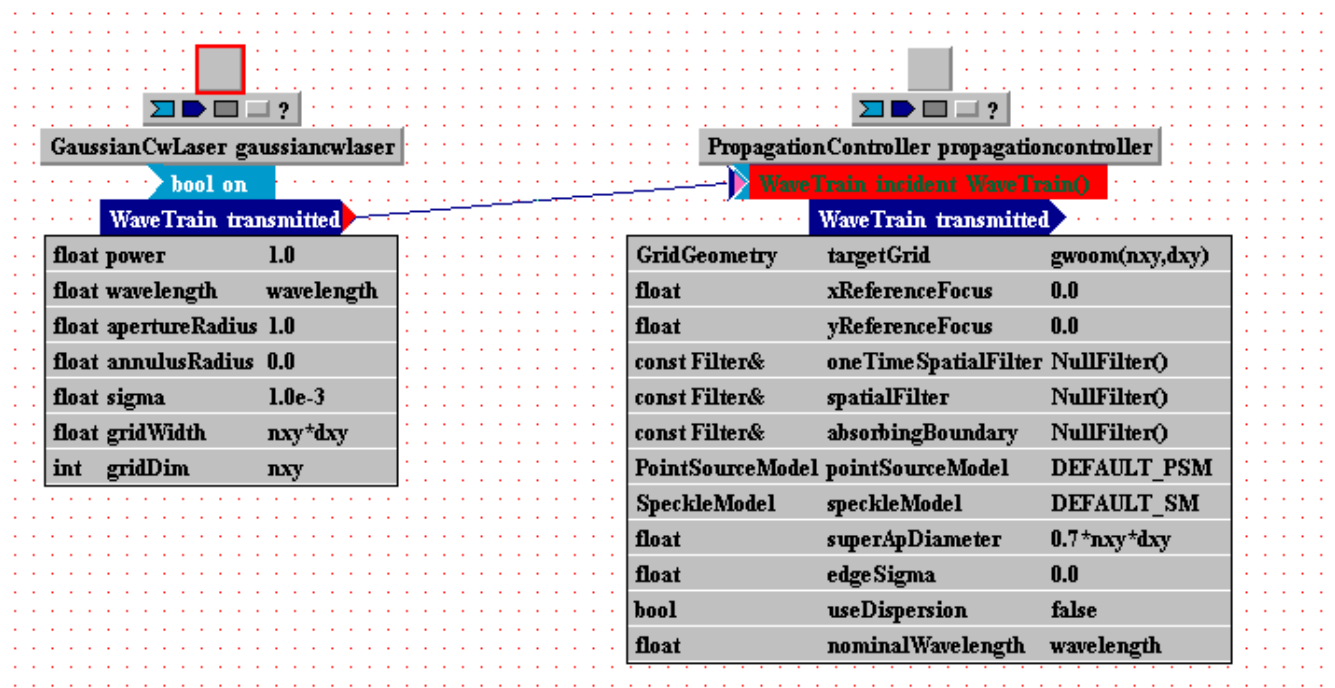 ?
GaussianCwLaser gaussiancwlaser
bool on
WaveTrain transmitted
float power 1.0
float wavelength wavelength
float apertureRadius 1.0
float annulusRadius 0.0
float sigma 1.0e-3
float gridWidth nxy*dxy
int gridDim nxy
?
PropagationController propagationcontroller
WaveTrain incident WaveTrain()
WaveTrain transmitted
GridGeometry targetGrid gwoom(nxy,dxy)
float xReferenceFocus 0.0
float yReferenceFocus 0.0
const Filter& oneTimeSpatialFilter NullFilter()
const Filter& spatialFilter NullFilter()
const Filter& absorbingBoundary NullFilter()
PointSourceModel pointSourceModel DEFAULT_PSM
SpeckleModel speckleModel DEFAULT_SM
float superApDiameter 0.7*nxy*dxy
float edgeSigma 0.0
bool useDispersion false
float nominalWavelength wavelength